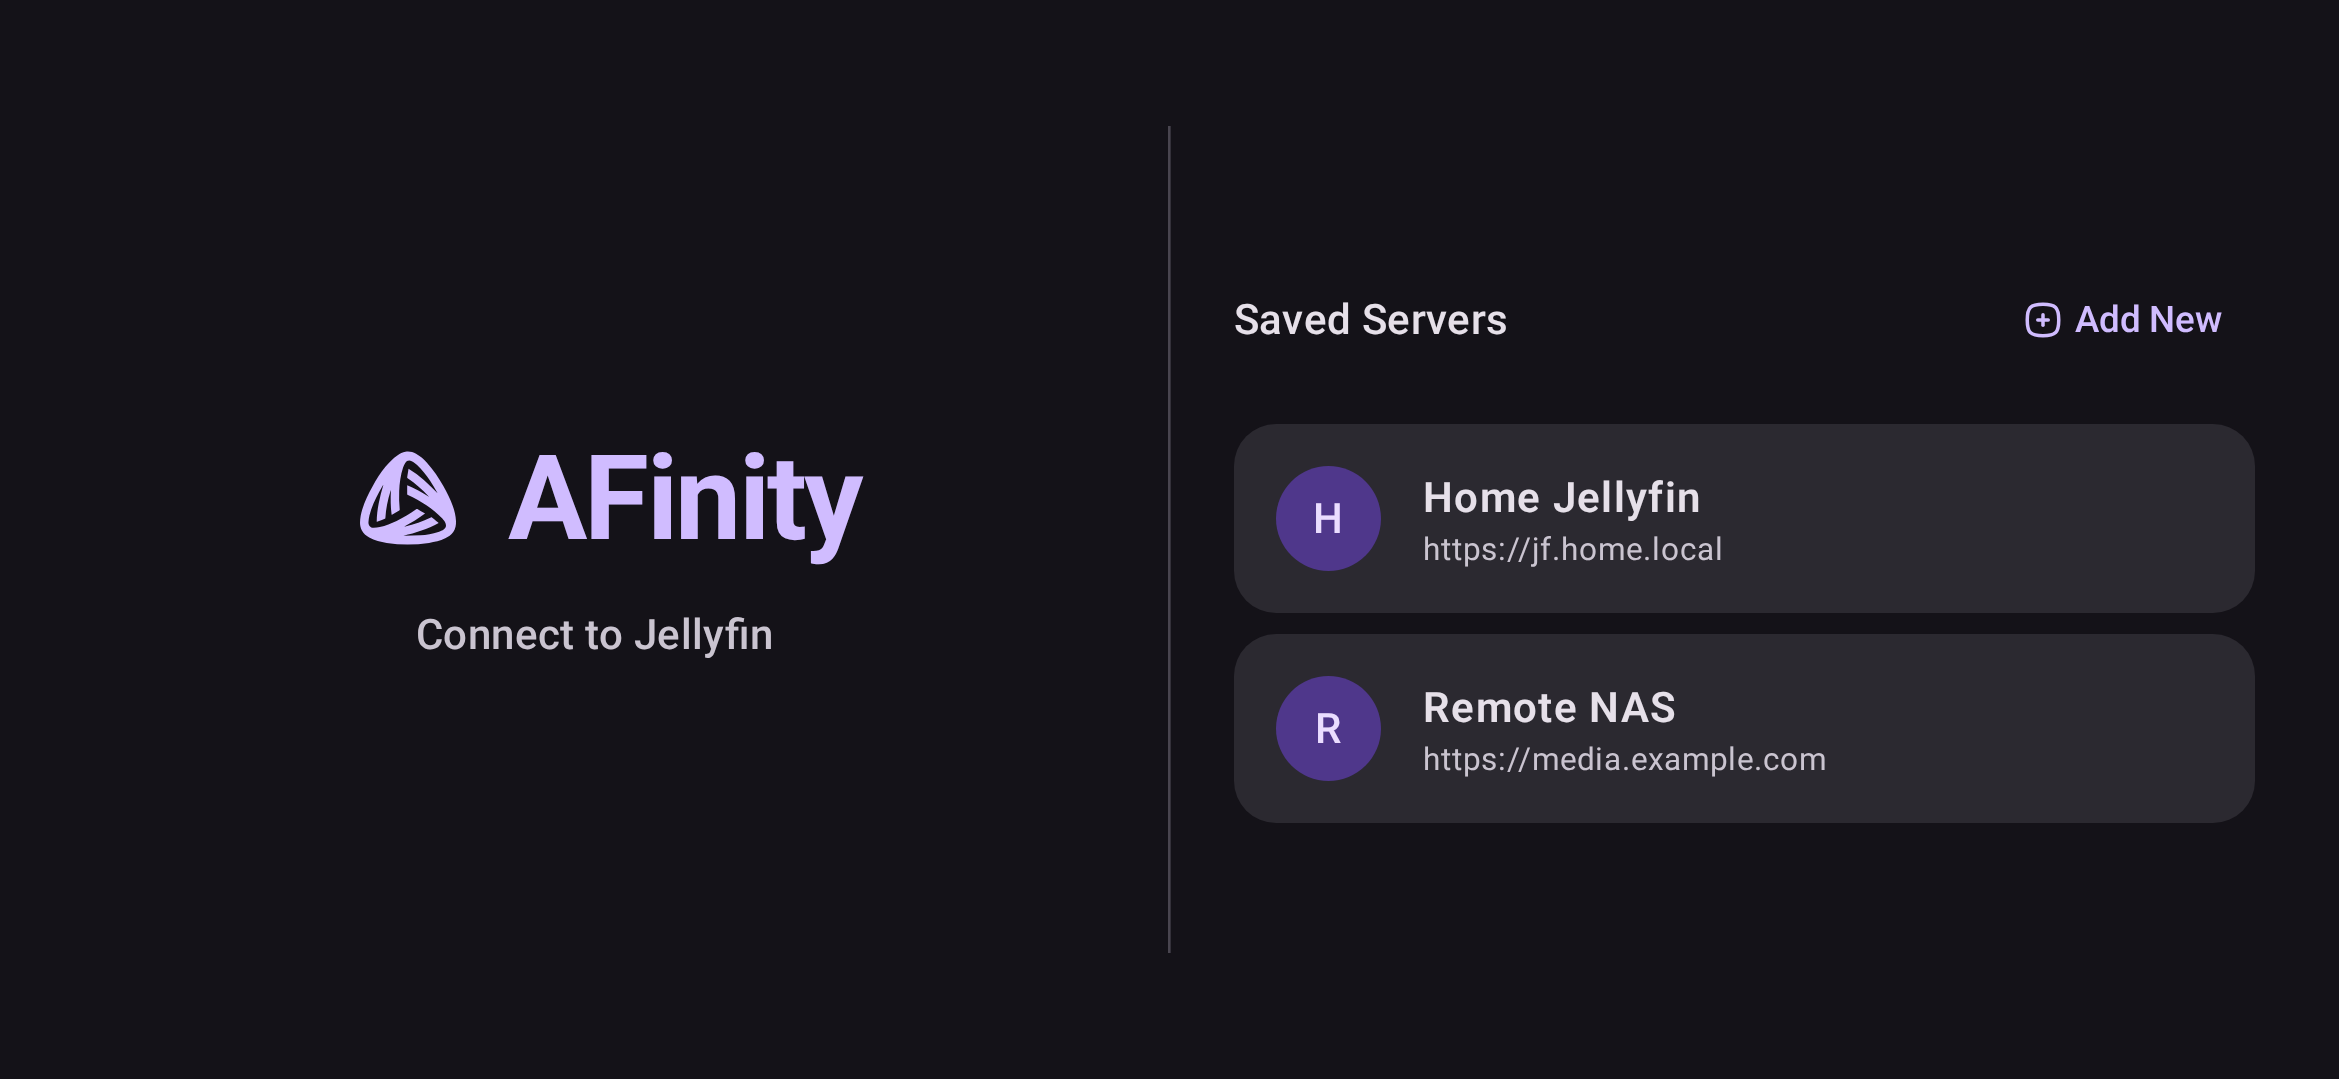 AFinity
Connect to Jellyfin
Saved Servers
Add New
H
Home Jellyfin
https://jf.home.local
R
Remote NAS
https://media.example.com